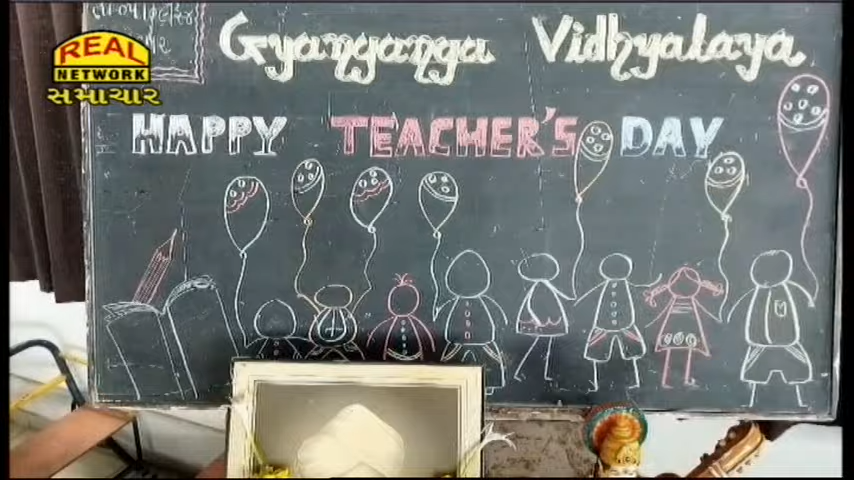 REAL
NETWORK
સમાચાર
Gyanganga Vidhyalaya.
HAPPY TEACHER'S DAY